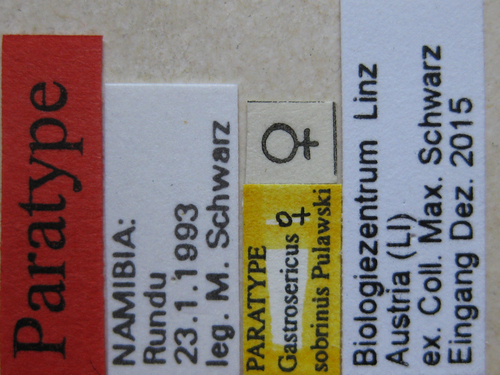 Paratype
NAMIBIA:
Rundu
23.1.1993
leg. M. Schwarz
♀
PARATYPE
Gastrosericus ♀
sobrinus Pulawski
Biologiezentrum Linz
Austria (LI)
ex. Coll. Max. Schwarz
Eingang Dez. 2015